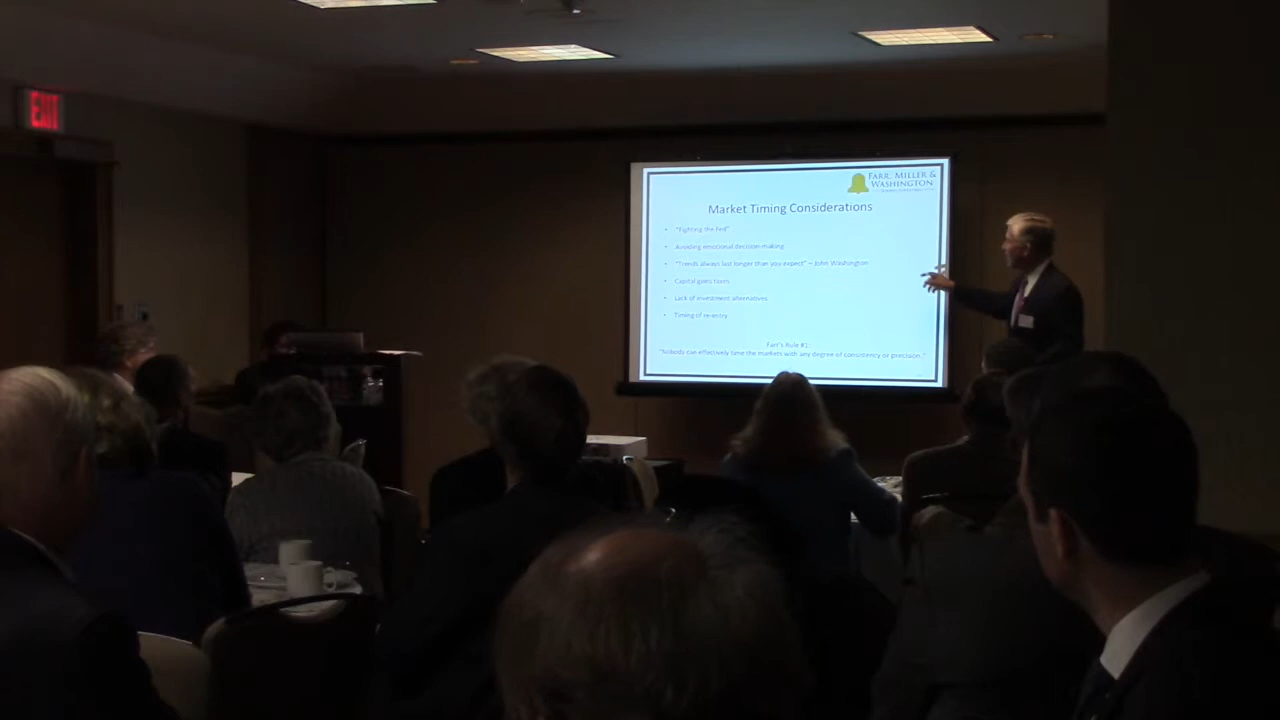 EXIT
FARR, MILLER &
WASHINGTON
Market Timing Considerations
• "Fighting the Fed"
• Avoiding emotional decision-making
• "Trends always last longer than you expect" – John Washington
• Capital gains taxes
• Lack of investment alternatives
• Timing of re-entry
Farr's Rule #1:
"Nobody can effectively time the markets with any degree of consistency or precision."